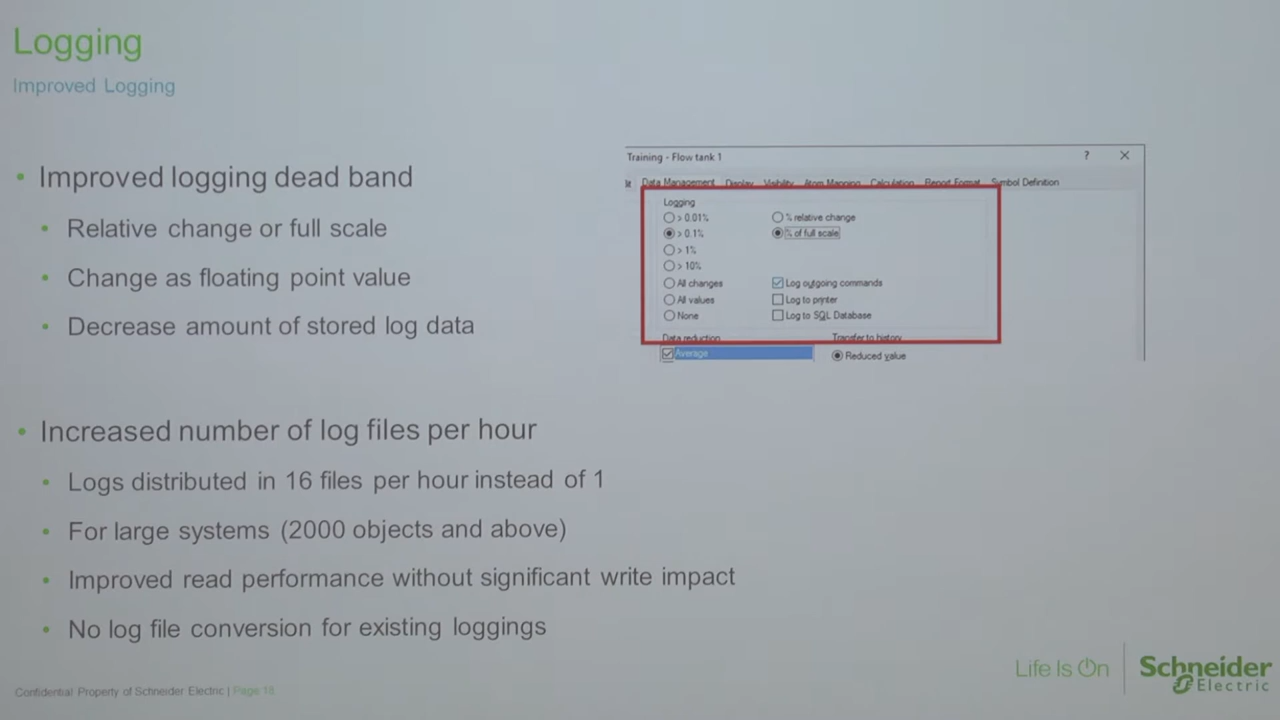 Logging
Improved Logging
• Improved logging dead band
• Relative change or full scale
• Change as floating point value
• Decrease amount of stored log data
Training - Flow tank 1
? ×
Data Management Display Visibility Atom Mapping Calculation Report Format Symbol Definition
Logging
> 0.01% % relative change
> 0.1% % of full scale
> 1%
> 10%
All changes Log outgoing commands
All values Log to printer
None Log to SQL Database
Data reduction Transfer to history
Average Reduced value
• Increased number of log files per hour
• Logs distributed in 16 files per hour instead of 1
• For large systems (2000 objects and above)
• Improved read performance without significant write impact
• No log file conversion for existing loggings
Confidential Property of Schneider Electric | Page 18
Life Is On
Schneider
Electric